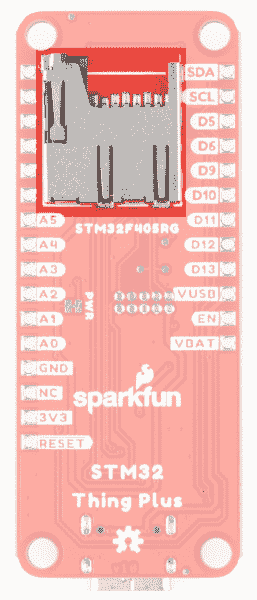 SDA
SCL
D5
D6
D9
D10
A5
D11
STM32F405RG
A4
D12
A3
D13
A2
PWR
VUSB
A1
EN
A0
VBAT
GND
NC
sparkfun
3V3
RESET
STM32
Thing Plus